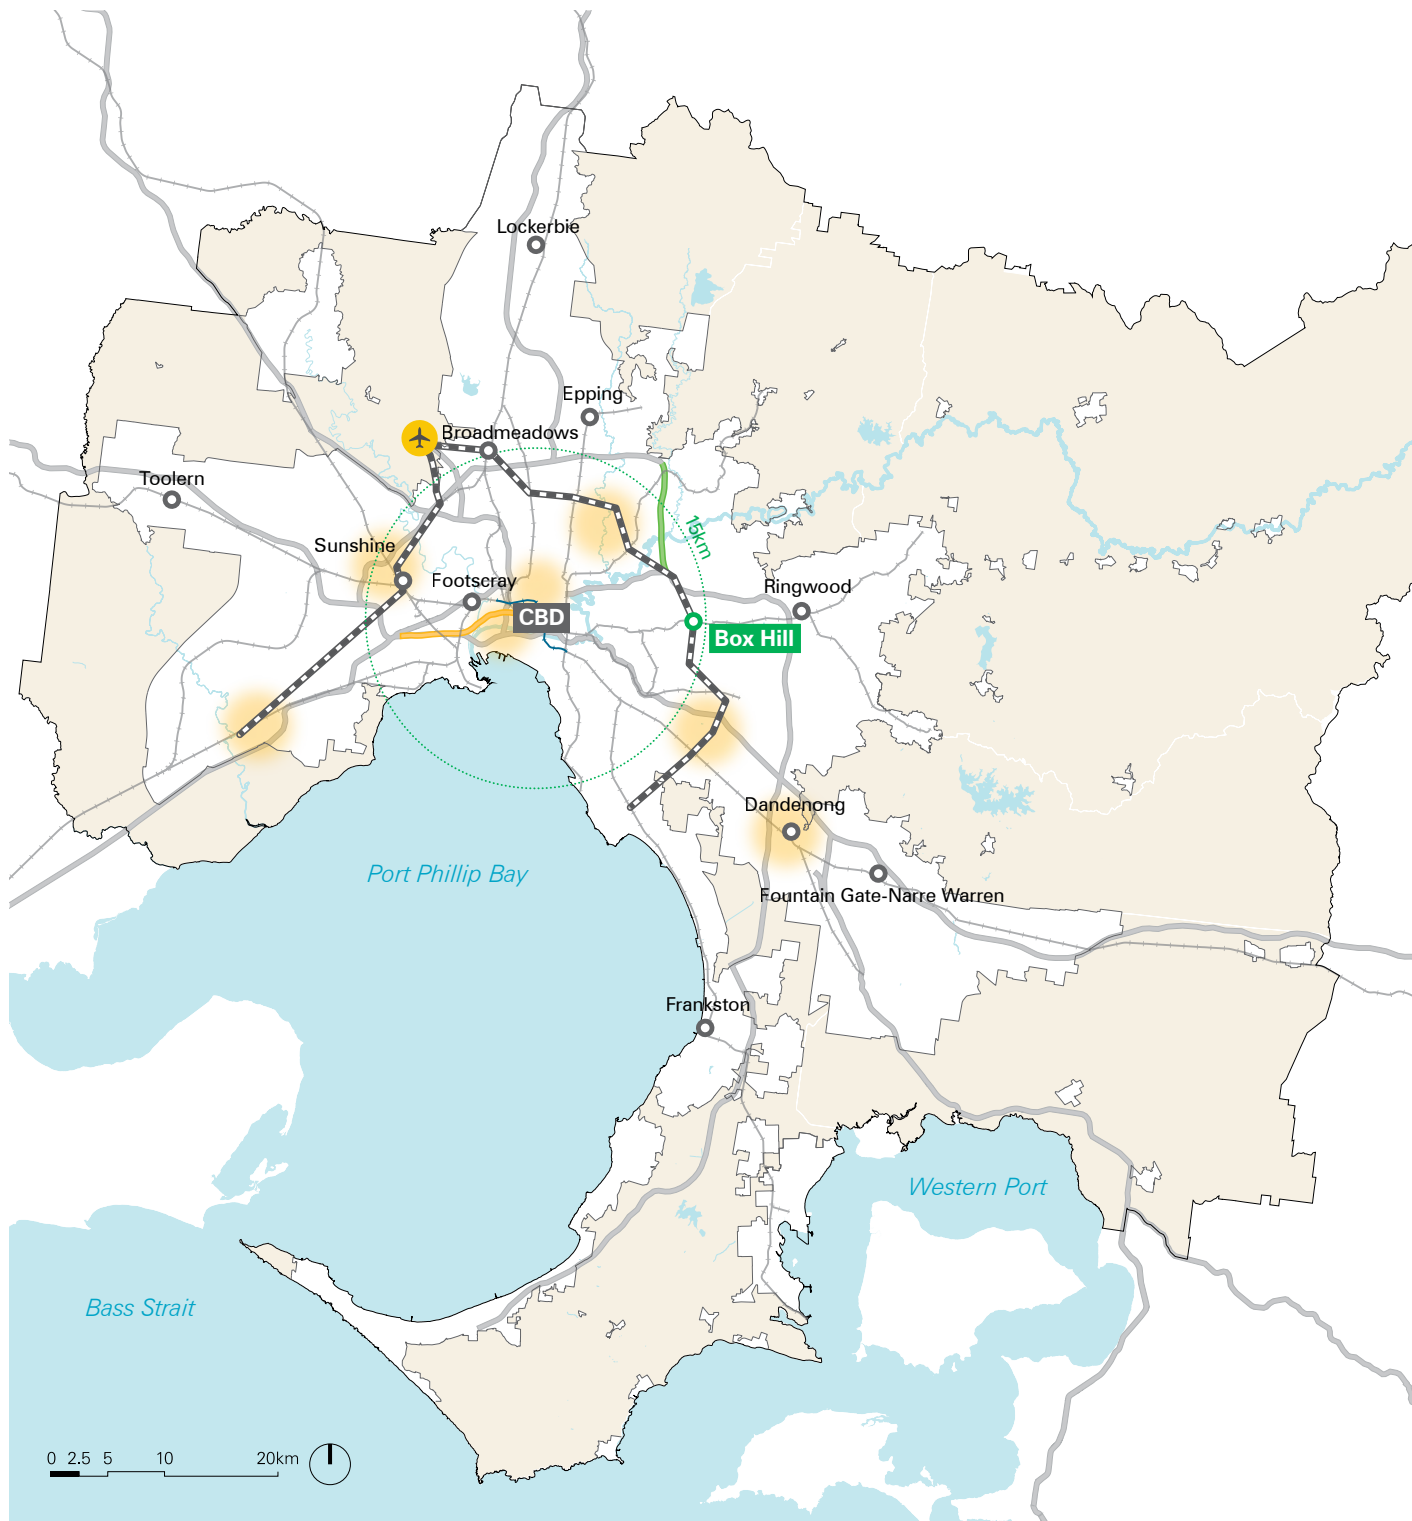 Lockerbie
Epping
Broadmeadows
Toolern
15km
Sunshine
Footscray
Ringwood
CBD
Box Hill
Dandenong
Port Phillip Bay
Fountain Gate-Narre Warren
Frankston
Western Port
Bass Strait
0 2.5 5 10 20km